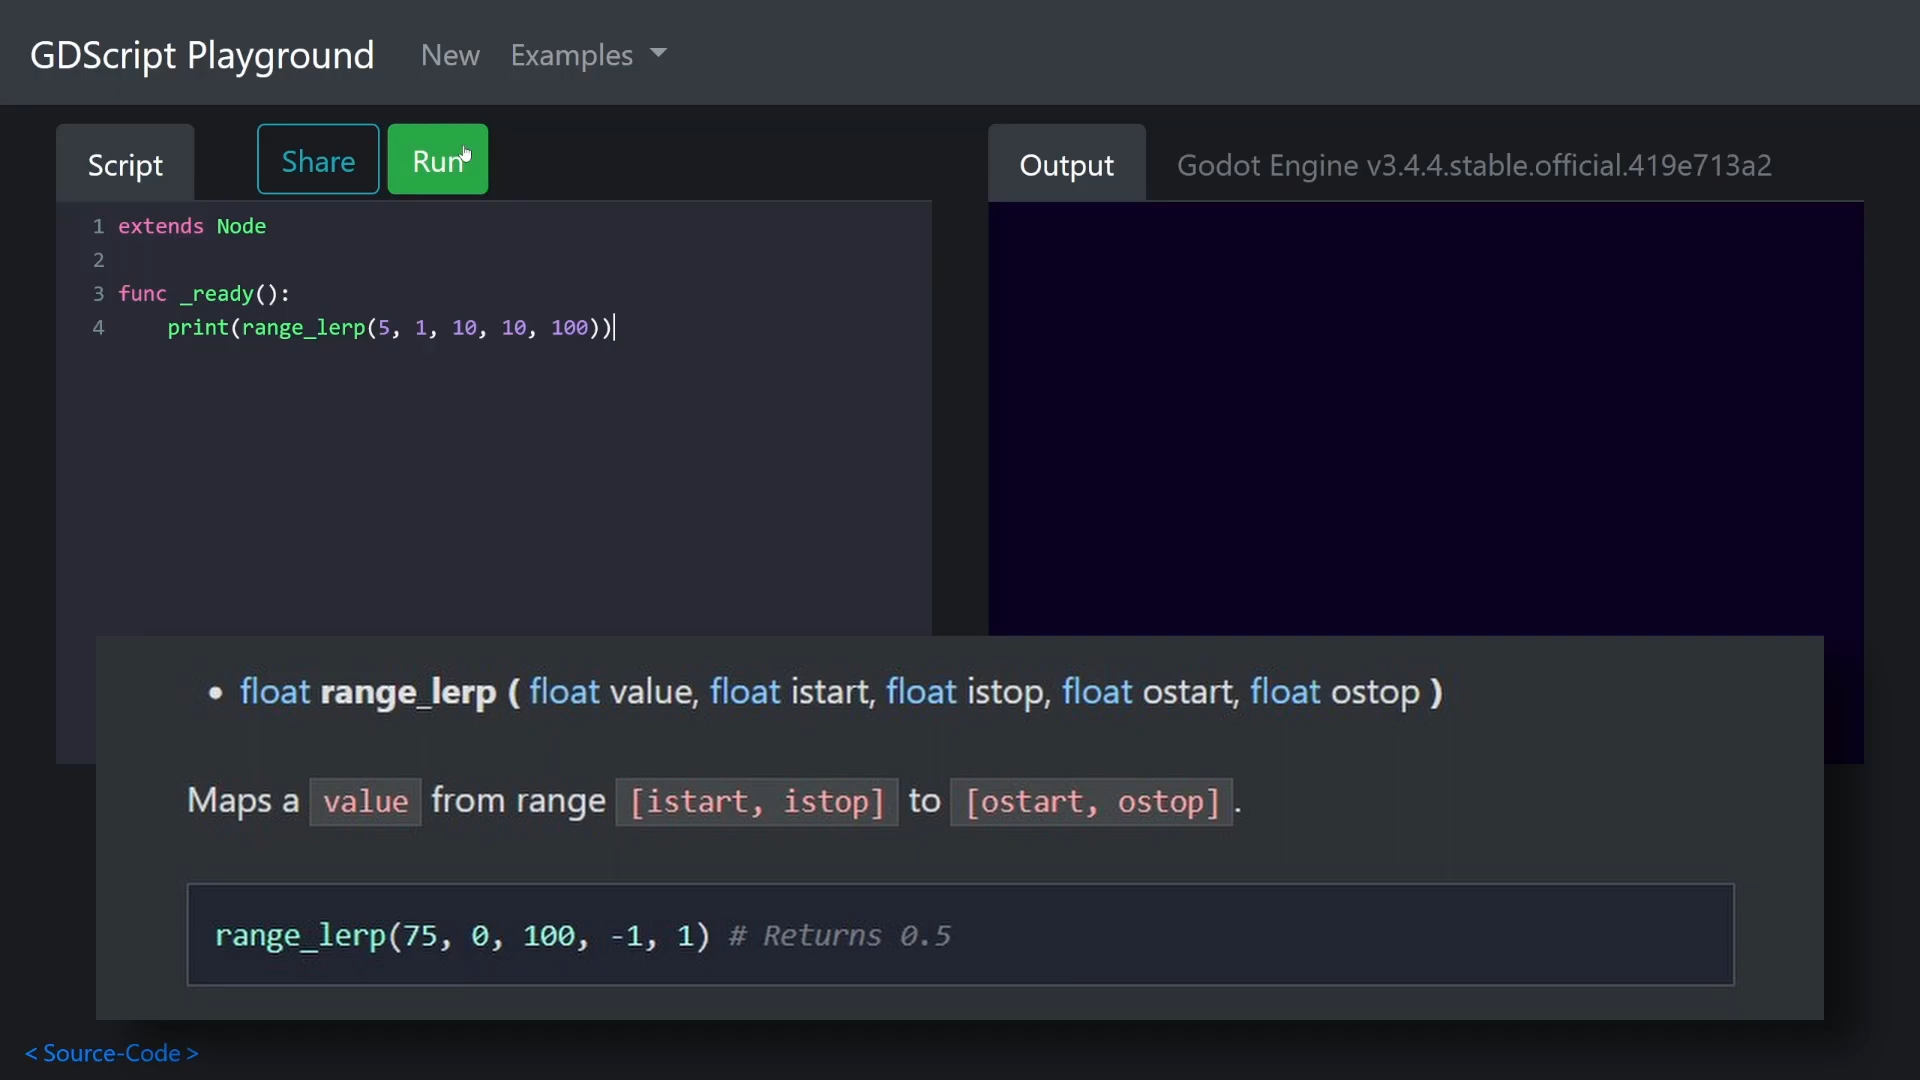 GDScript Playground New Examples
Script Share Run
Output Godot Engine v3.4.4.stable.official.419e713a2
1 extends Node
2
3 func _ready():
4 print(range_lerp(5, 1, 10, 10, 100))
• float range_lerp ( float value, float istart, float istop, float ostart, float ostop )
Maps a value from range [istart, istop] to [ostart, ostop].
range_lerp(75, 0, 100, -1, 1) # Returns 0.5
< Source-Code >